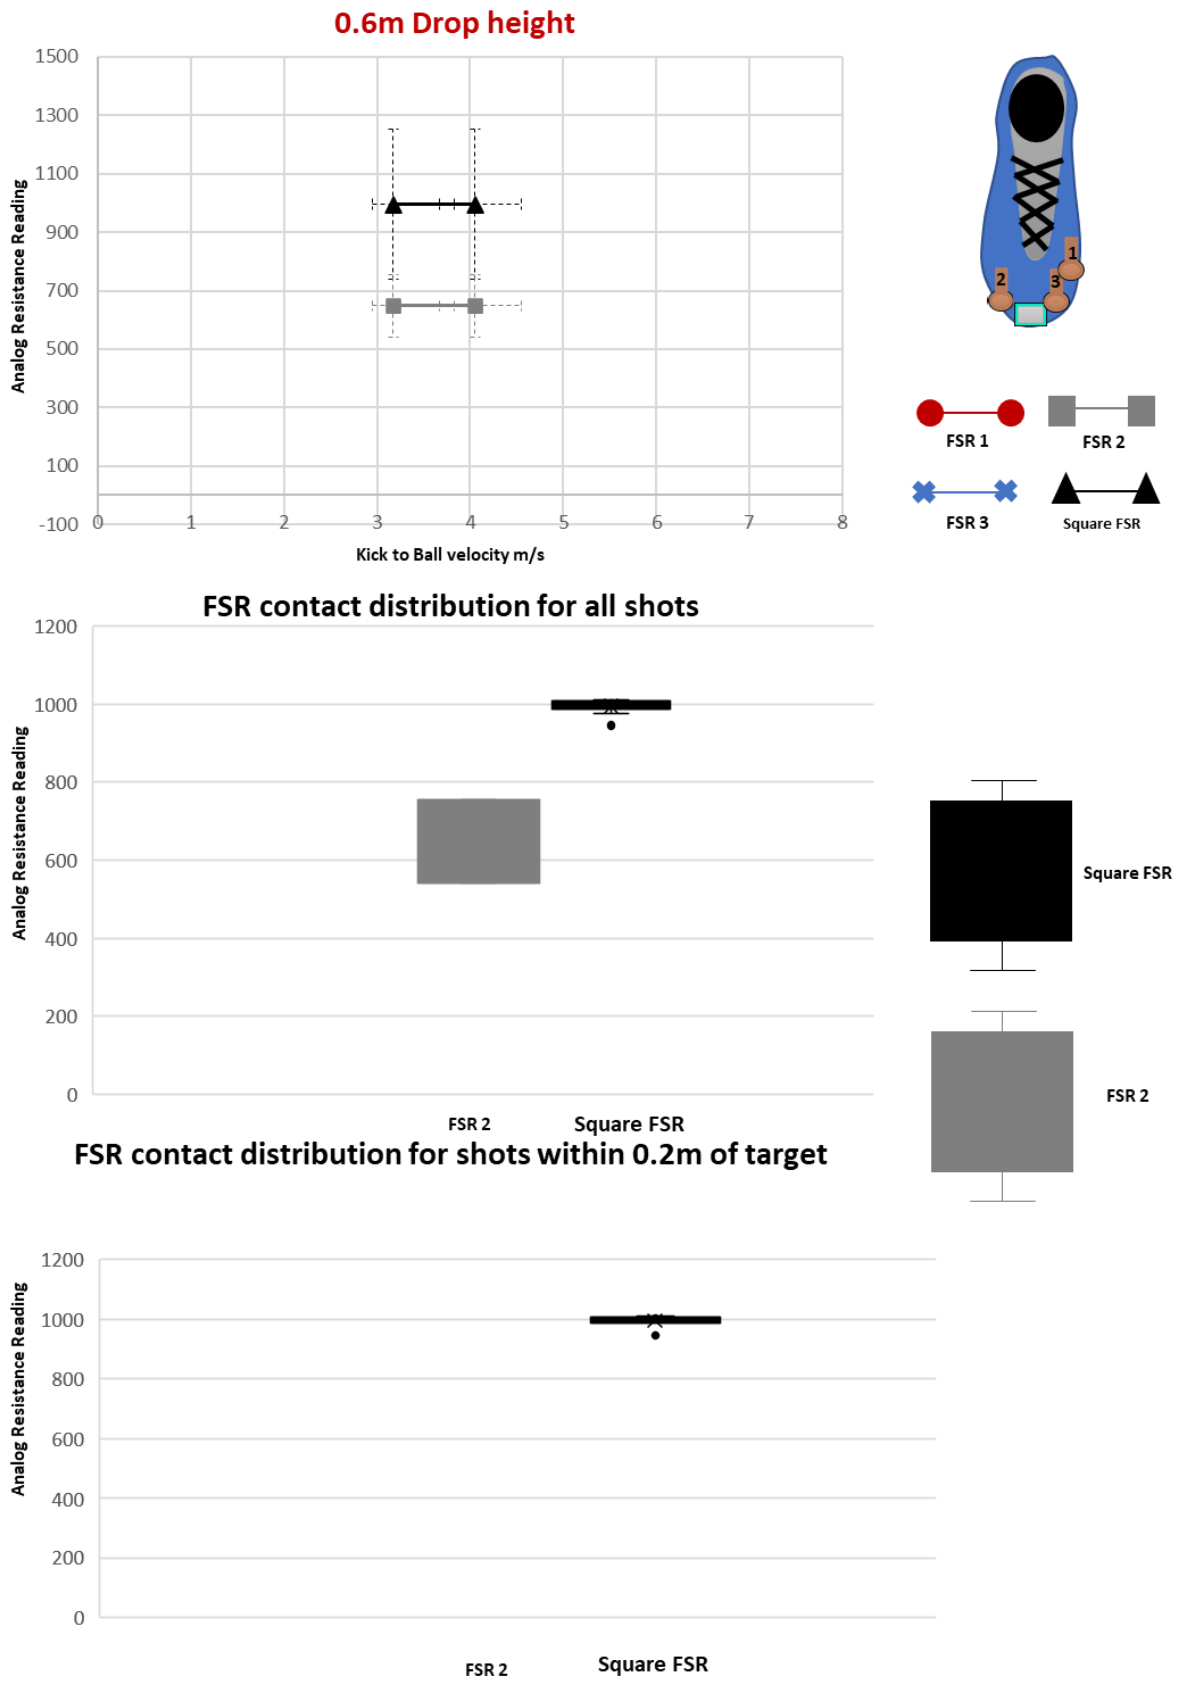 0.6m Drop height
1500
1300
1100
900
700
500
300
100
-100
0 1 2 3 4 5 6 7 8
Analog Resistance Reading
Kick to Ball velocity m/s
1
2
3
FSR 1
FSR 2
FSR 3
Square FSR
FSR contact distribution for all shots
1200
1000
800
600
400
200
0
Analog Resistance Reading
FSR 2 Square FSR
Square FSR
FSR 2
FSR contact distribution for shots within 0.2m of target
1200
1000
800
600
400
200
0
Analog Resistance Reading
FSR 2 Square FSR